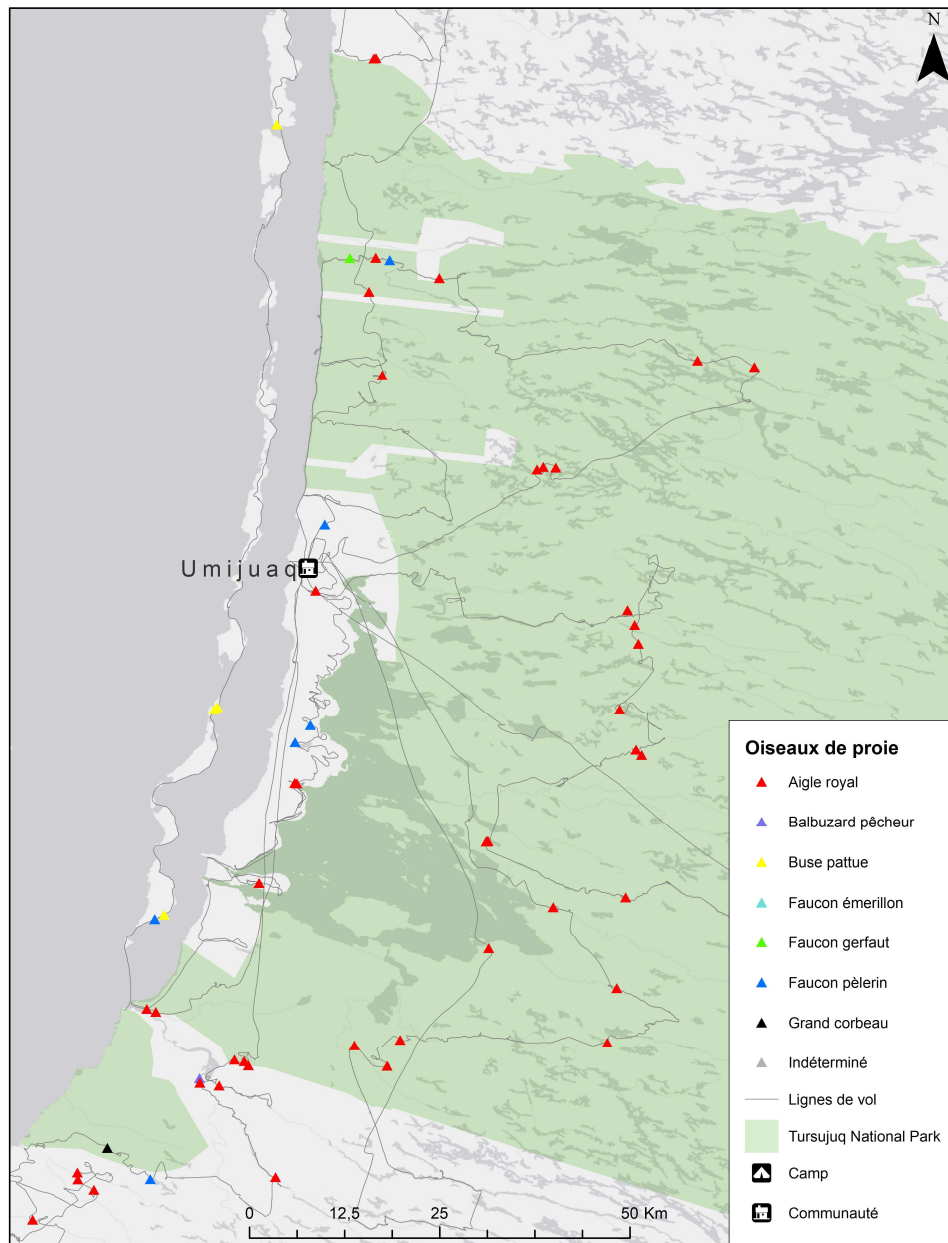 N
Umijuaq
Oiseaux de proie
Aigle royal
Balbuzard pêcheur
Buse pattue
Faucon émerillon
Faucon gerfaut
Faucon pèlerin
Grand corbeau
Indéterminé
Lignes de vol
Tursujuq National Park
Camp
Communauté
0 12,5 25 50 Km